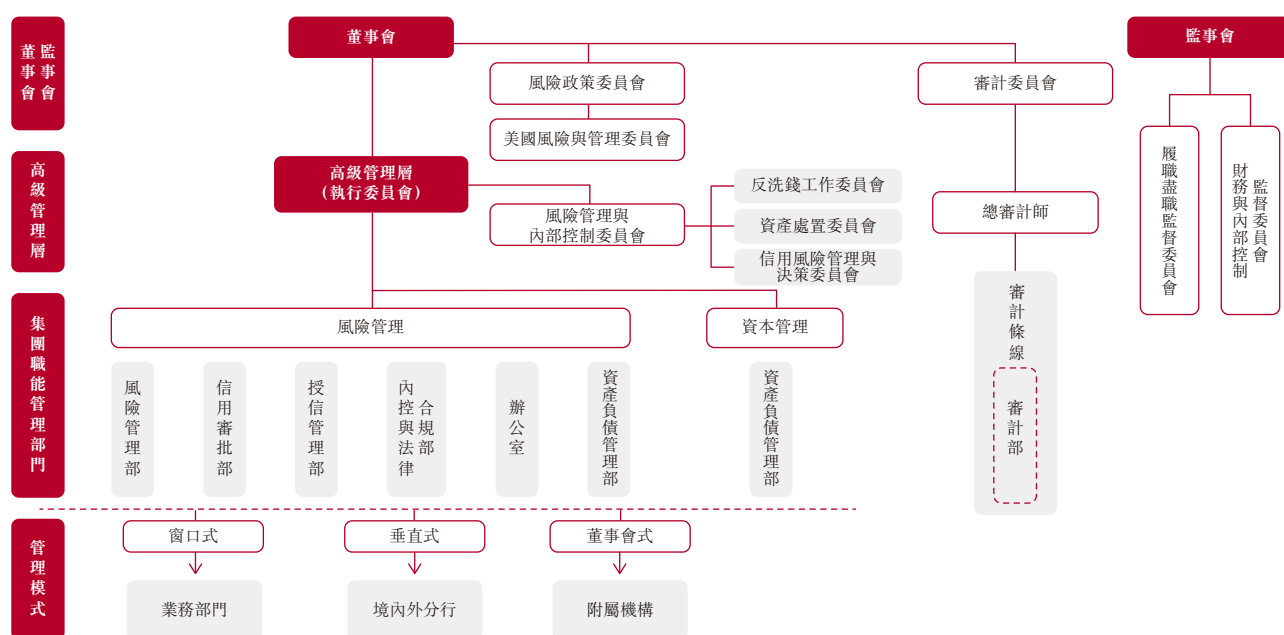 董事會
監事會
董事會
監事會
風險政策委員會
審計委員會
美國風險與管理委員會
履職盡職監督委員會
財務與內部控制
監督委員會
高級管理層
高級管理層
(執行委員會)
反洗錢工作委員會
風險管理與
內部控制委員會
資產處置委員會
信用風險管理與
決策委員會
總審計師
集團職能管理部門
風險管理
資本管理
審計條線
審計部
風險管理部
信用審批部
授信管理部
內控與法律
合規部
辦公室
資產負債管理部
資產負債管理部
管理模式
窗口式
垂直式
董事會式
業務部門
境內外分行
附屬機構